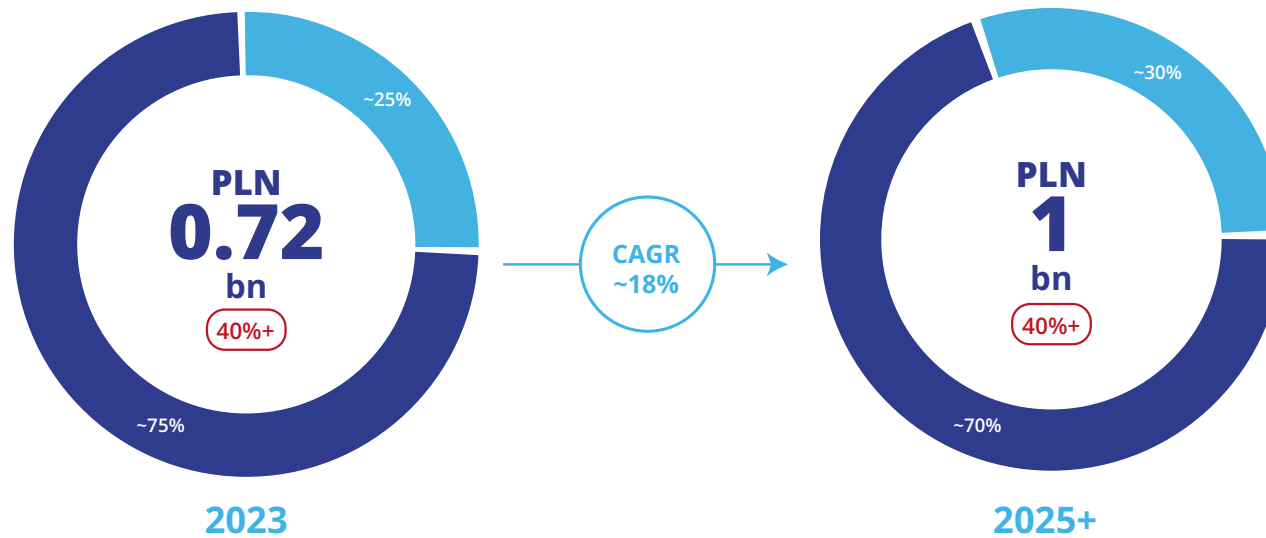 ~25%
PLN
0.72
bn
40%+
~75%
2023
CAGR
~18%
~30%
PLN
1
bn
40%+
~70%
2025+